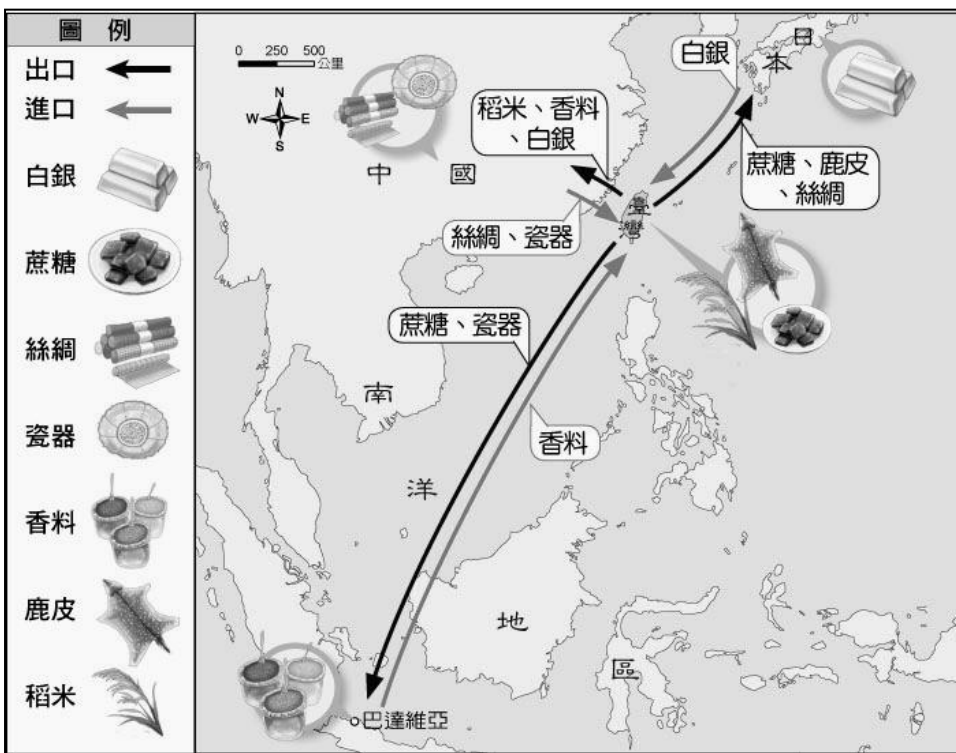 圖 例
出口
進口
白銀
蔗糖
絲綢
瓷器
香料
鹿皮
稻米
0 250 500
公里
N
W E
S
中 國
日
本
白銀
稻米、香料
、白銀
蔗糖、鹿皮
、絲綢
臺
灣
絲綢、瓷器
蔗糖、瓷器
香料
南
洋
地
區
巴達維亞